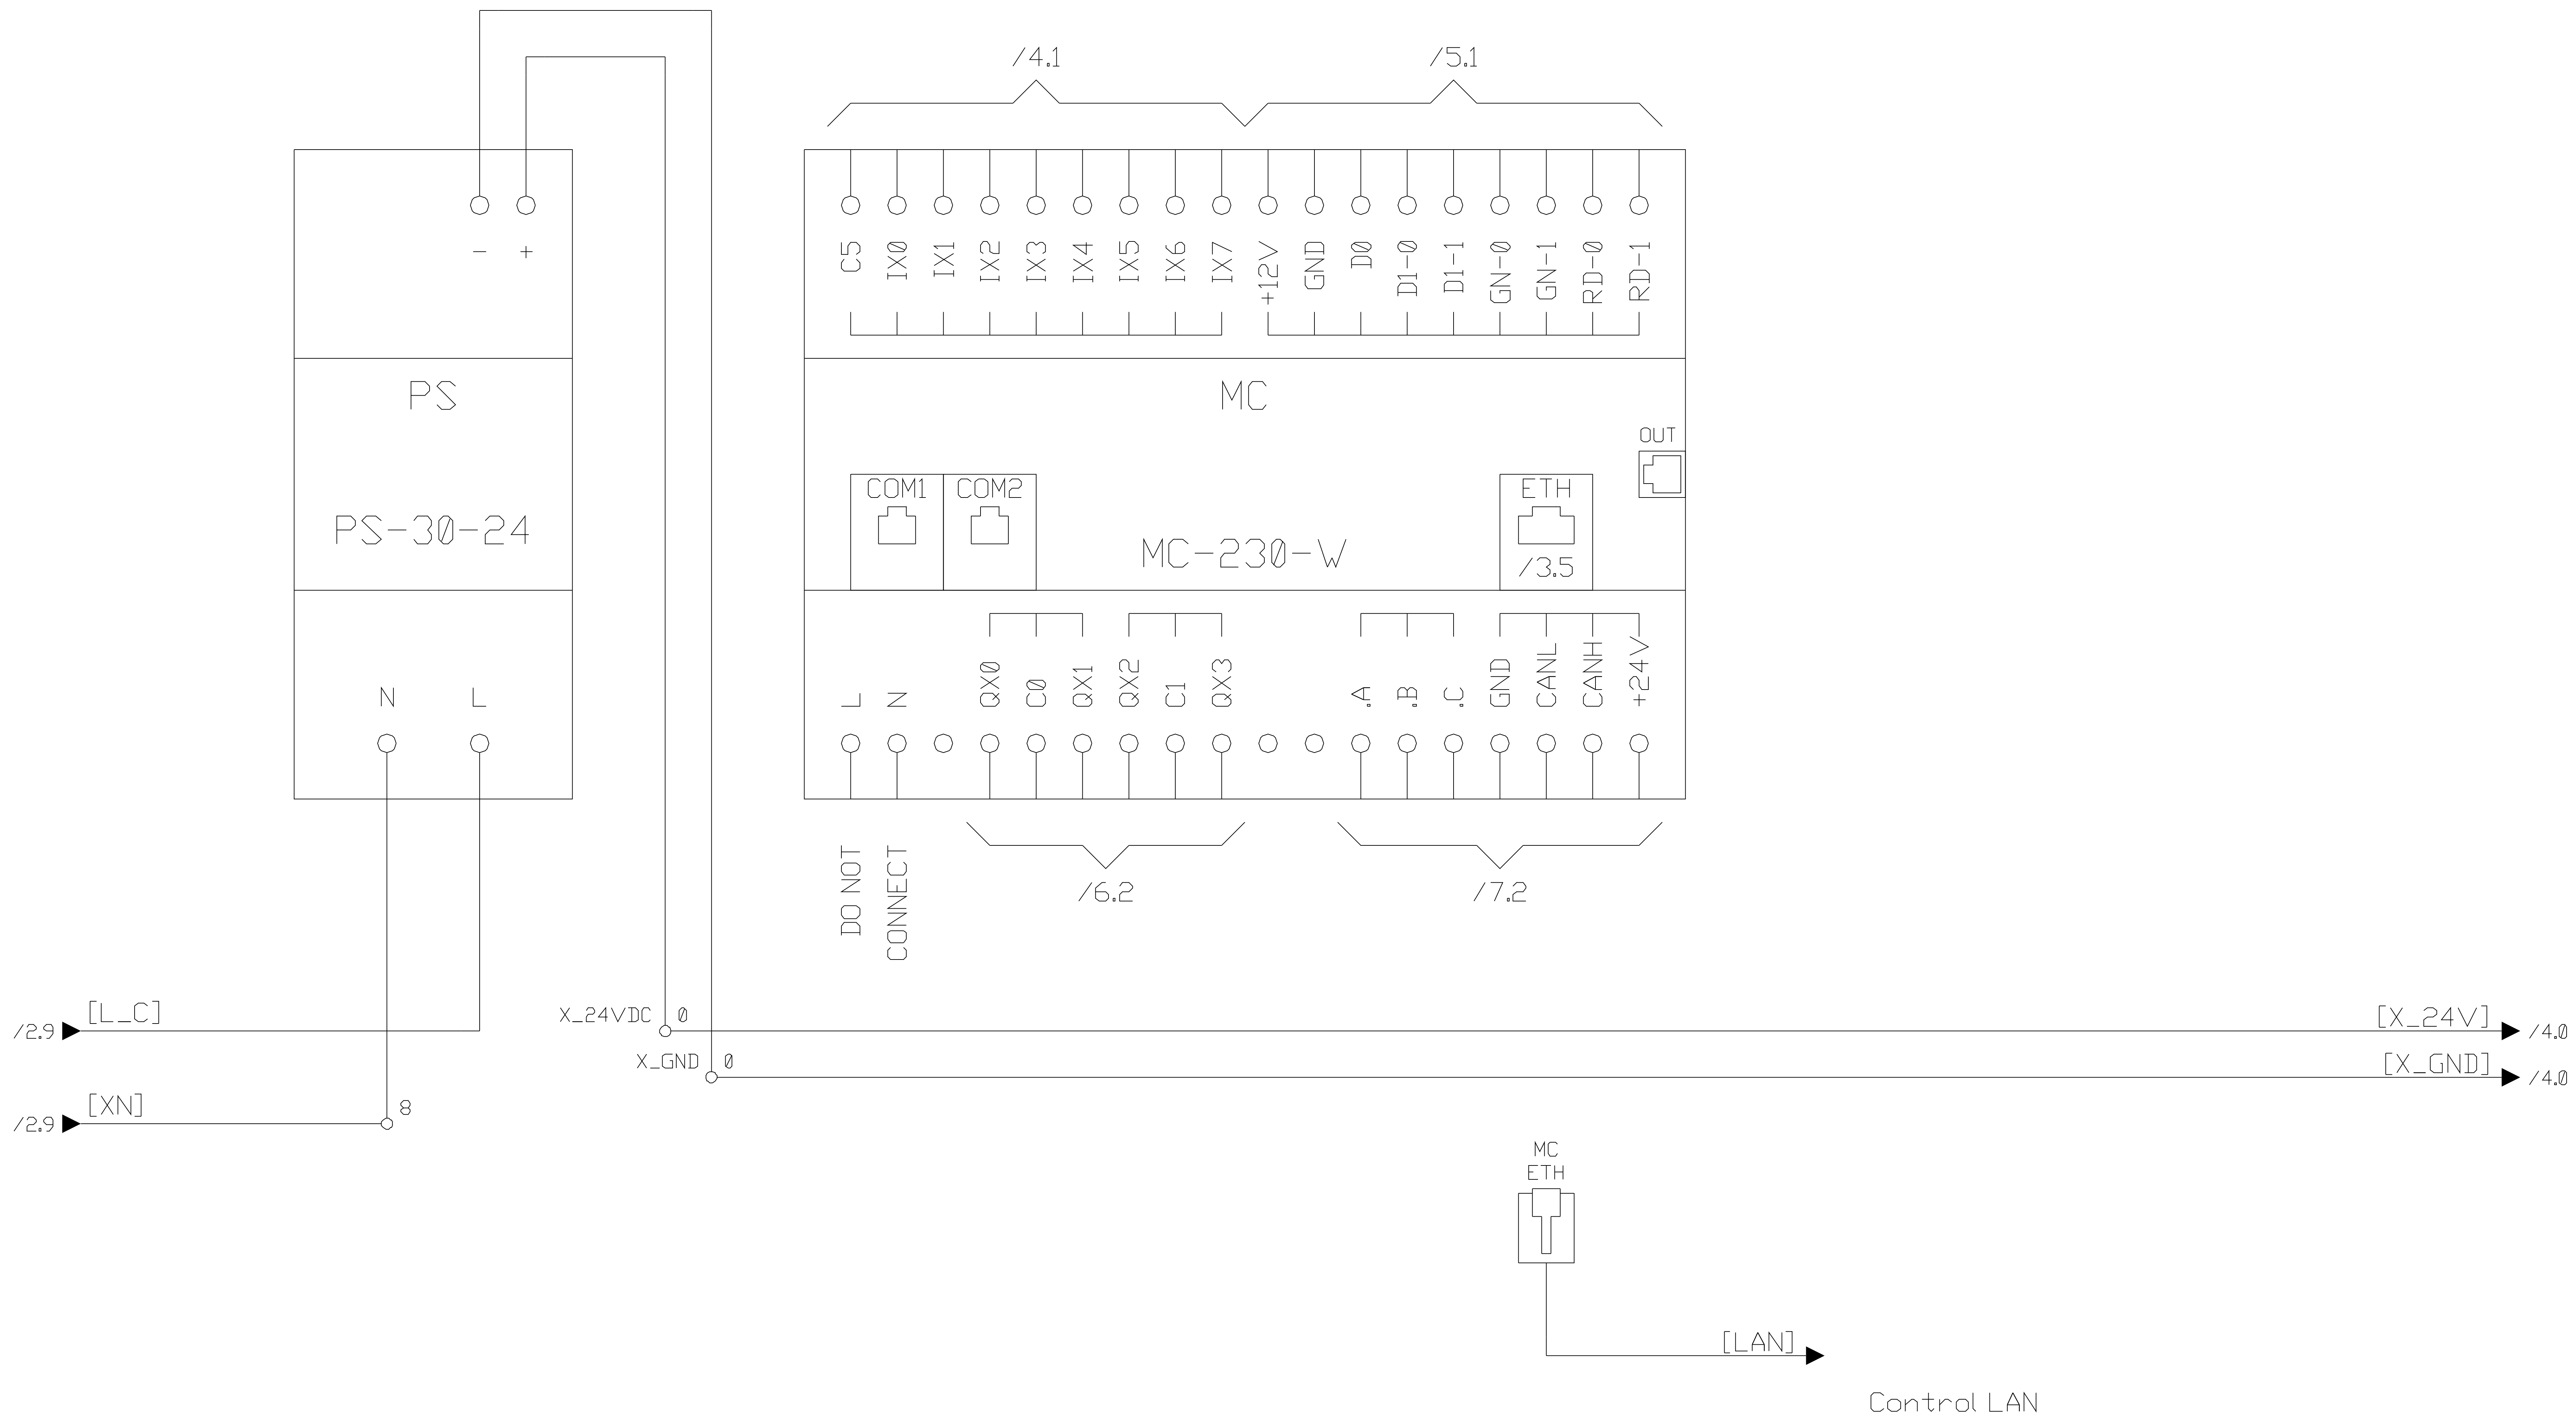 /4.1 /5.1
- +
C5 IX0 IX1 IX2 IX3 IX4 IX5 IX6 IX7 +12V GND D0 D1-0 D1-1 GN-0 GN-1 RD-0 RD-1
PS
MC
OUT
COM1 COM2 ETH
PS-30-24
MC-230-W
/3.5
N L
L N QX0 C0 QX1 QX2 C1 QX3 .A .B .C GND CANL CANH +24V
DO NOT
CONNECT
/6.2 /7.2
[L_C]
/2.9
X_24VDC 0
[X_24V]
/4.0
X_GND 0
[X_GND]
/4.0
[XN]
/2.9
8
MC
ETH
[LAN]
Control LAN